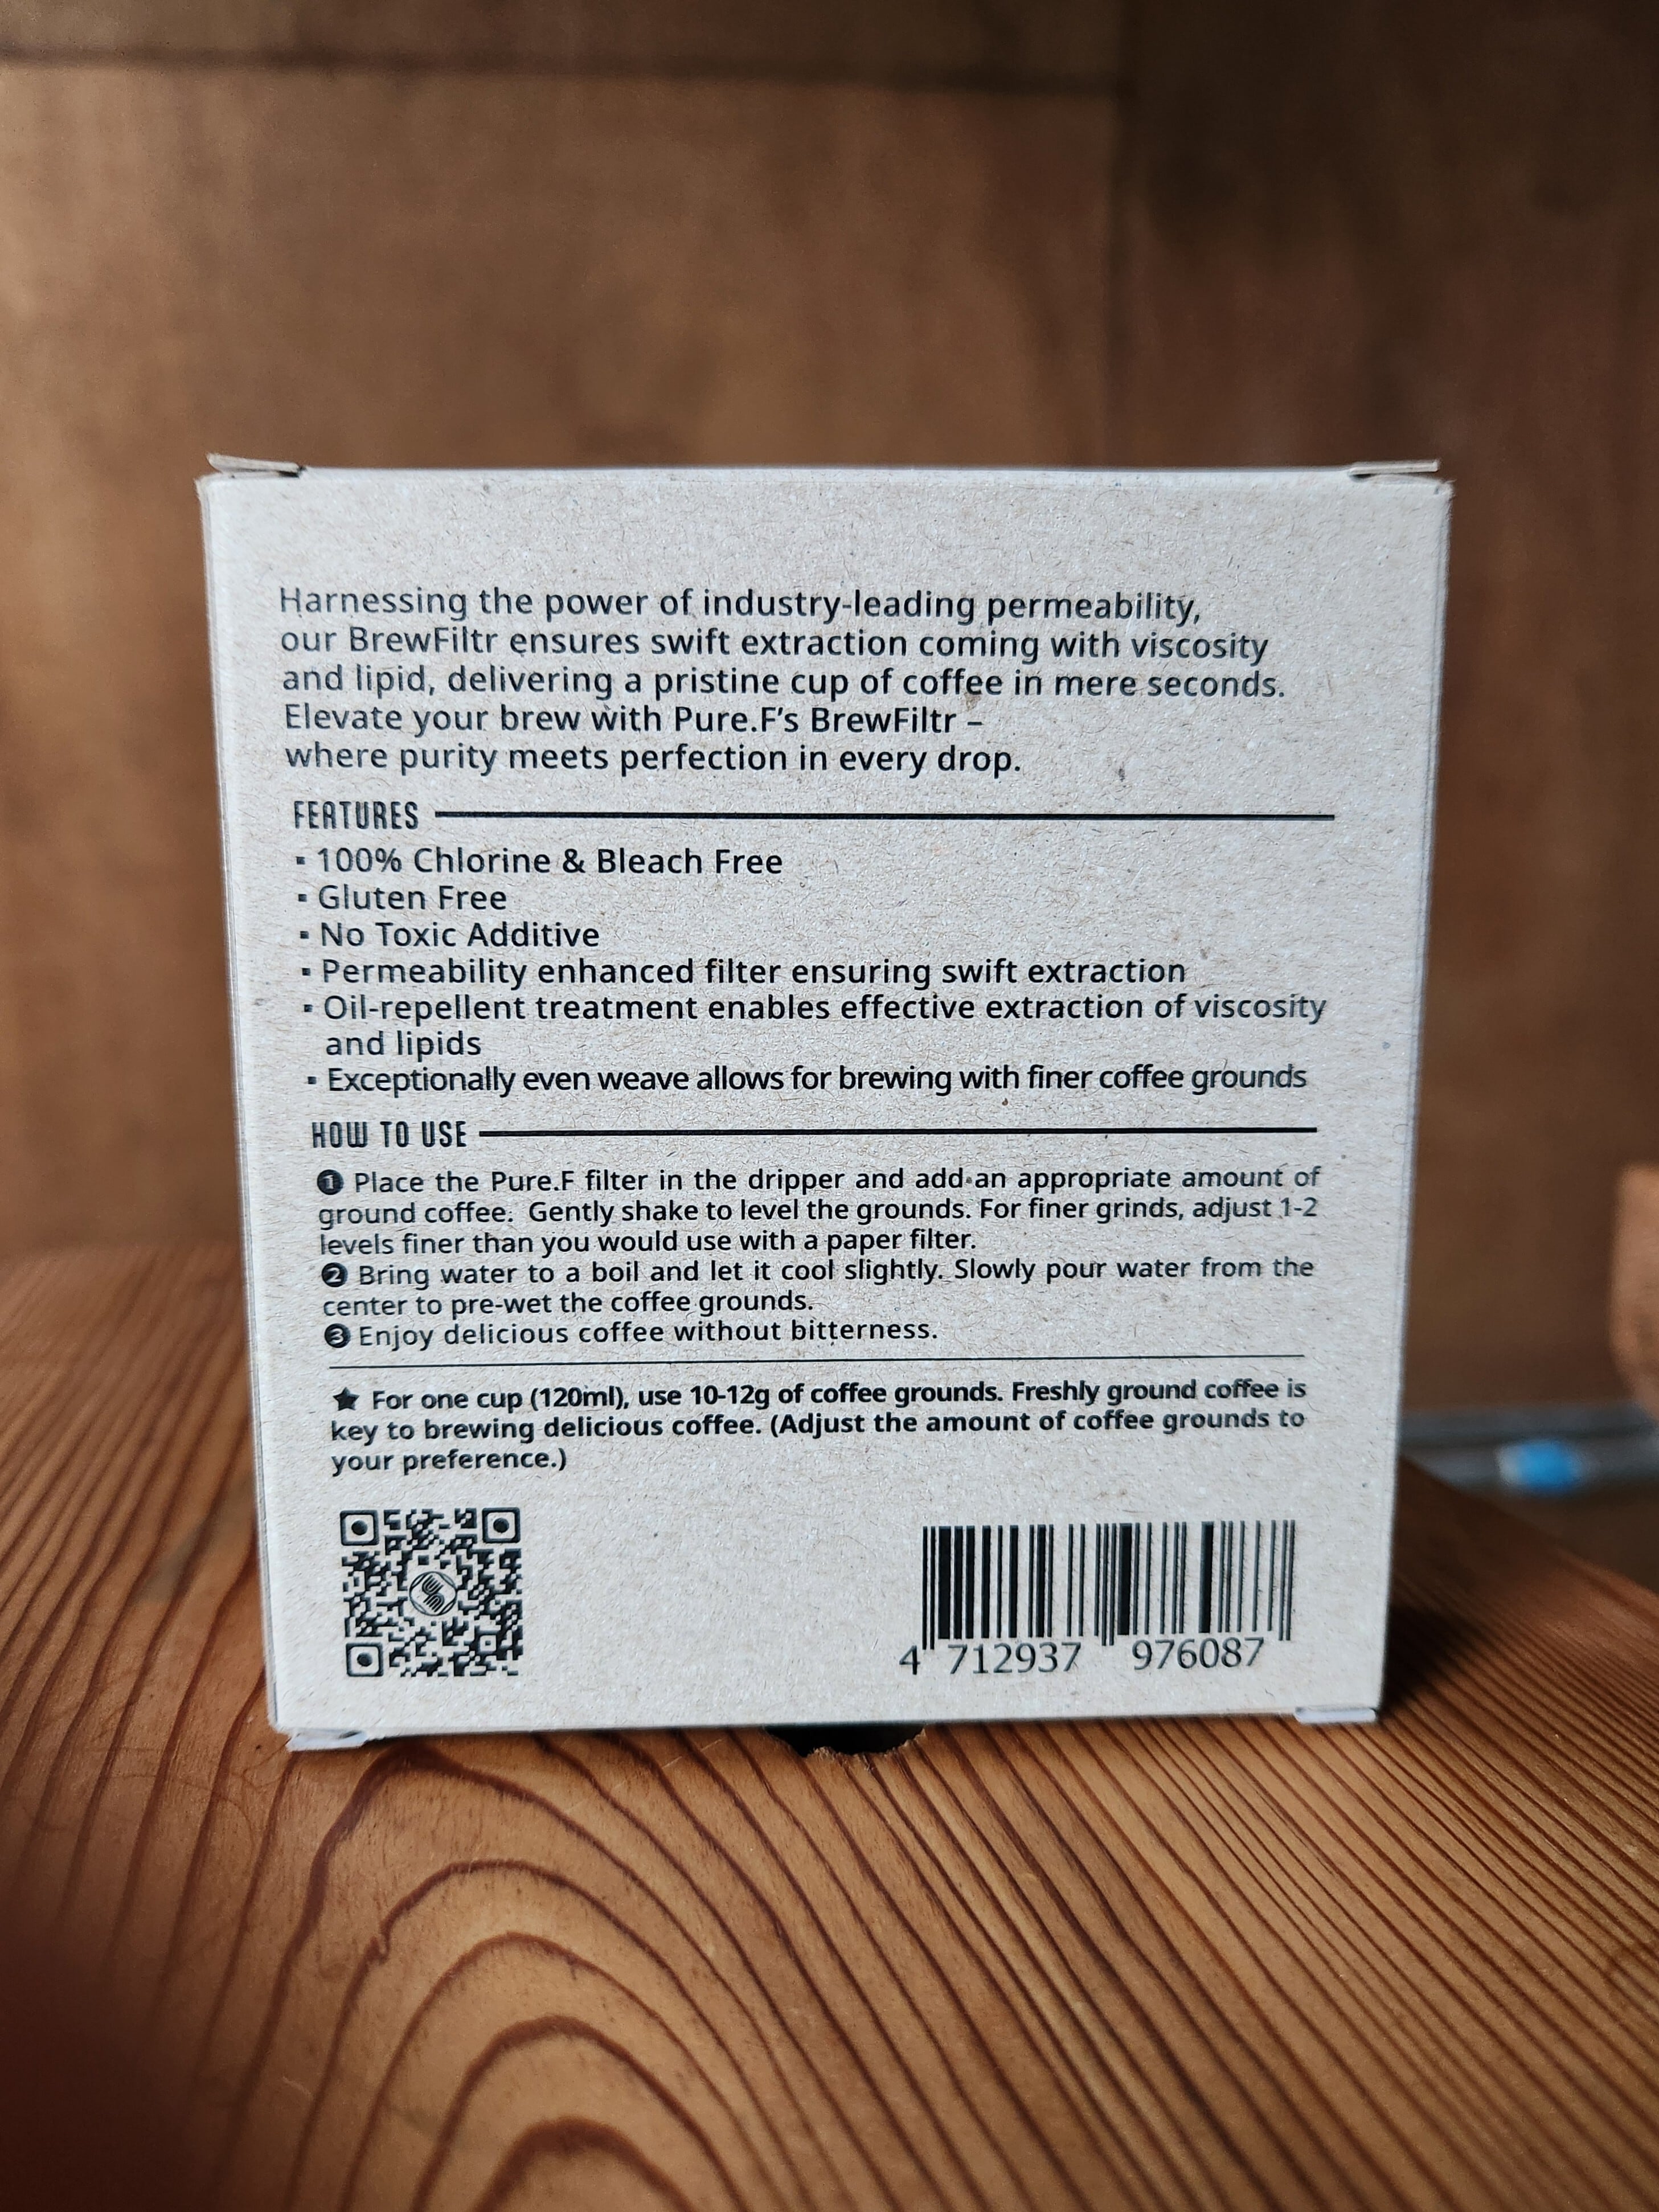 Harnessing the power of industry-leading permeability,
our BrewFiltr ensures swift extraction coming with viscosity
and lipid, delivering a pristine cup of coffee in mere seconds.
Elevate your brew with Pure.F's BrewFiltr –
where purity meets perfection in every drop.
FEATURES
▪ 100% Chlorine & Bleach Free
▪ Gluten Free
▪ No Toxic Additive
▪ Permeability enhanced filter ensuring swift extraction
▪ Oil-repellent treatment enables effective extraction of viscosity
and lipids
▪ Exceptionally even weave allows for brewing with finer coffee grounds
HOW TO USE
❶ Place the Pure.F filter in the dripper and add an appropriate amount of
ground coffee. Gently shake to level the grounds. For finer grinds, adjust 1-2
levels finer than you would use with a paper filter.
❷ Bring water to a boil and let it cool slightly. Slowly pour water from the
center to pre-wet the coffee grounds.
❸ Enjoy delicious coffee without bitterness.
★ For one cup (120ml), use 10-12g of coffee grounds. Freshly ground coffee is
key to brewing delicious coffee. (Adjust the amount of coffee grounds to
your preference.)
4 712937 976087